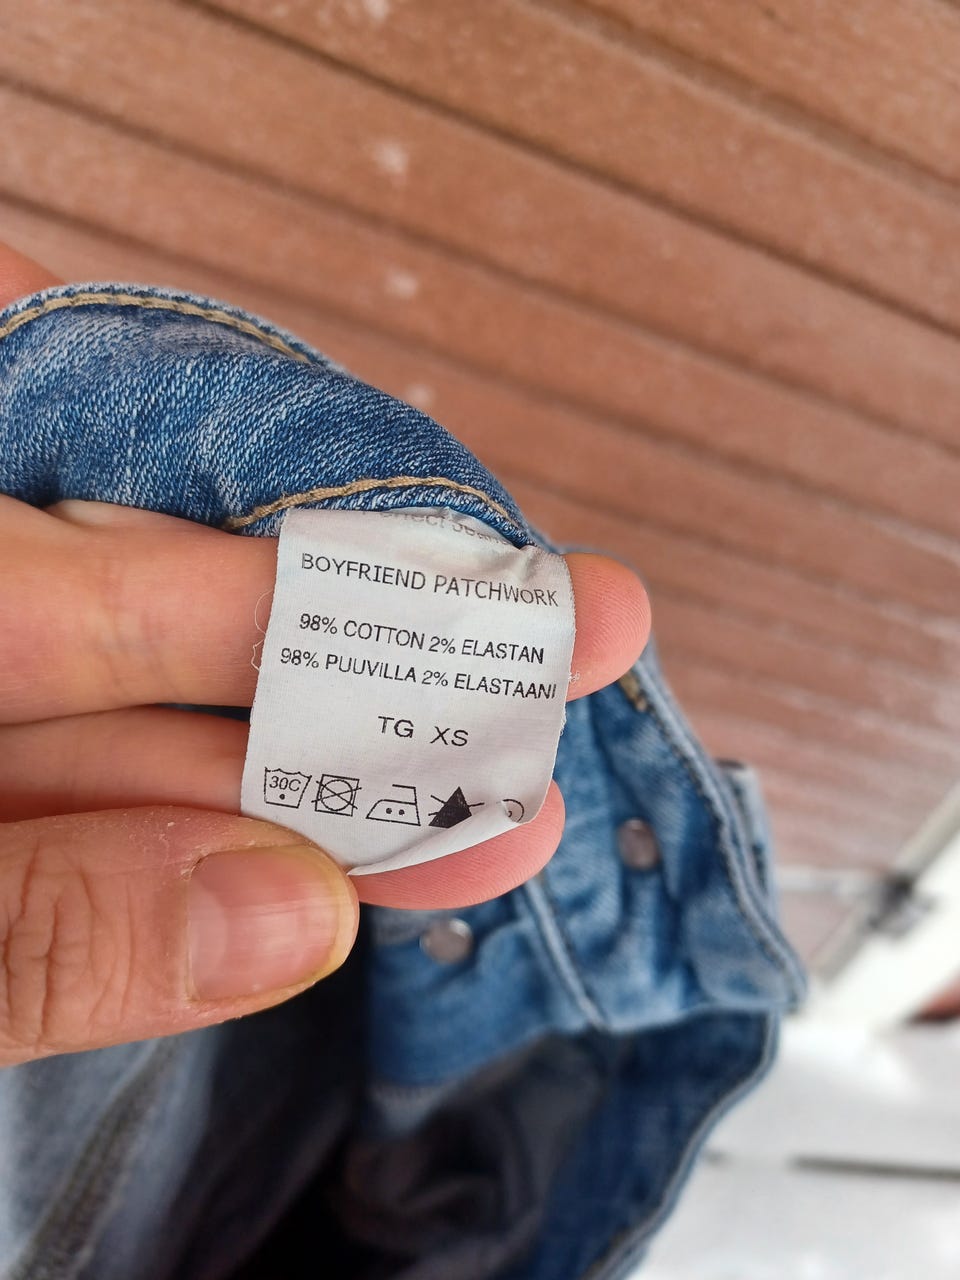 BOYFRIEND PATCHWORK
98% COTTON 2% ELASTAN
98% PUUVILLA 2% ELASTAANI
TG XS
30C